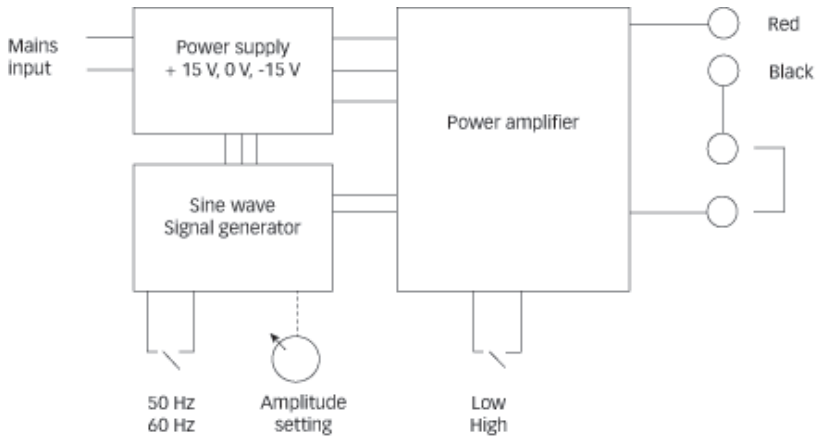 Mains
input
Power supply
+ 15 V, 0 V, -15 V
Power amplifier
Red
Black
Sine wave
Signal generator
50 Hz
60 Hz
Amplitude
setting
Low
High